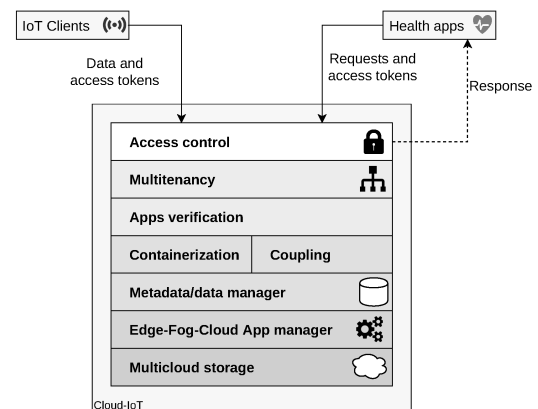 IoT Clients
Health apps
Data and
access tokens
Requests and
access tokens
Response
Access control
Multitenancy
Apps verification
Containerization
Coupling
Metadata/data manager
Edge-Fog-Cloud App manager
Multicloud storage
Cloud-IoT